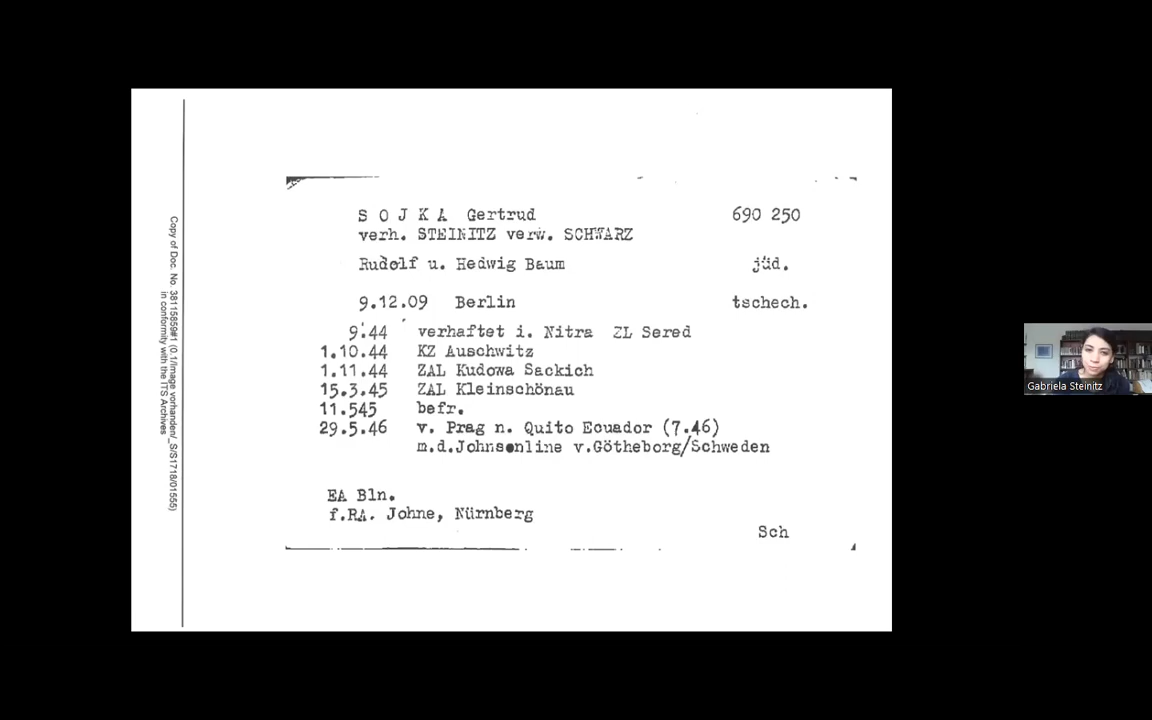 Copy of Doc. No. 38115859#1 (0.1/Image vorhanden/_S/S1718/01555)
in conformity with the ITS Archives
S O J K A Gertrud 690 250
verh. STEINITZ verw. SCHWARZ
Rudolf u. Hedwig Baum jüd.
9.12.09 Berlin tschech.
9.44 verhaftet i. Nitra ZL Sered
1.10.44 KZ Auschwitz
1.11.44 ZAL Kudowa Sackich
15.3.45 ZAL Kleinschönau
11.545 befr.
29.5.46 v. Prag n. Quito Ecuador (7.46)
m.d.Johnsonline v.Götheborg/Schweden
EA Bln.
f.RA. Johne, Nürnberg
Sch
Gabriela Steinitz